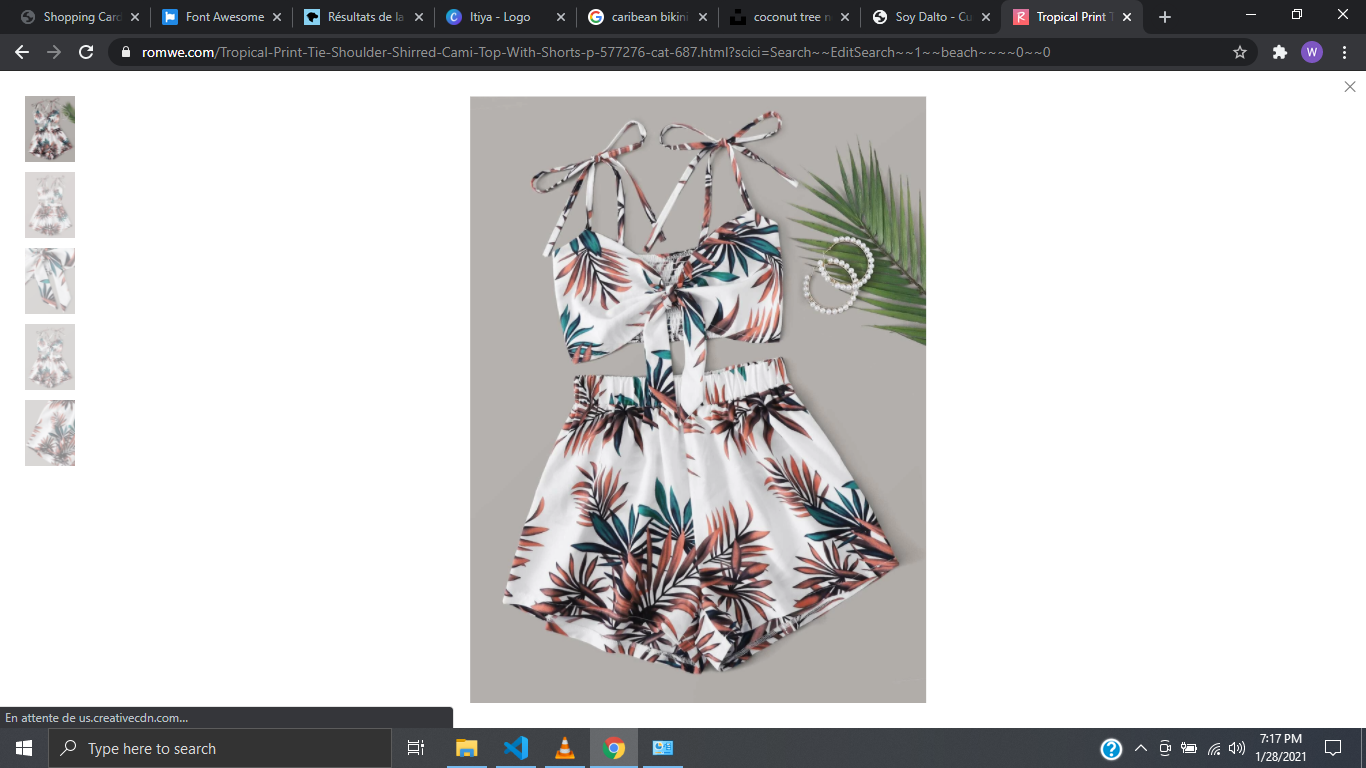 Shopping Card
Font Awesome
Résultats de la
Itiya - Logo
caribean bikini
coconut tree n
Soy Dalto - Cu
Tropical Print T
romwe.com/Tropical-Print-Tie-Shoulder-Shirred-Cami-Top-With-Shorts-p-577276-cat-687.html?scici=Search~~EditSearch~~1~~beach~~~~0~~0
W
En attente de us.creativecdn.com...
Type here to search
7:17 PM
1/28/2021